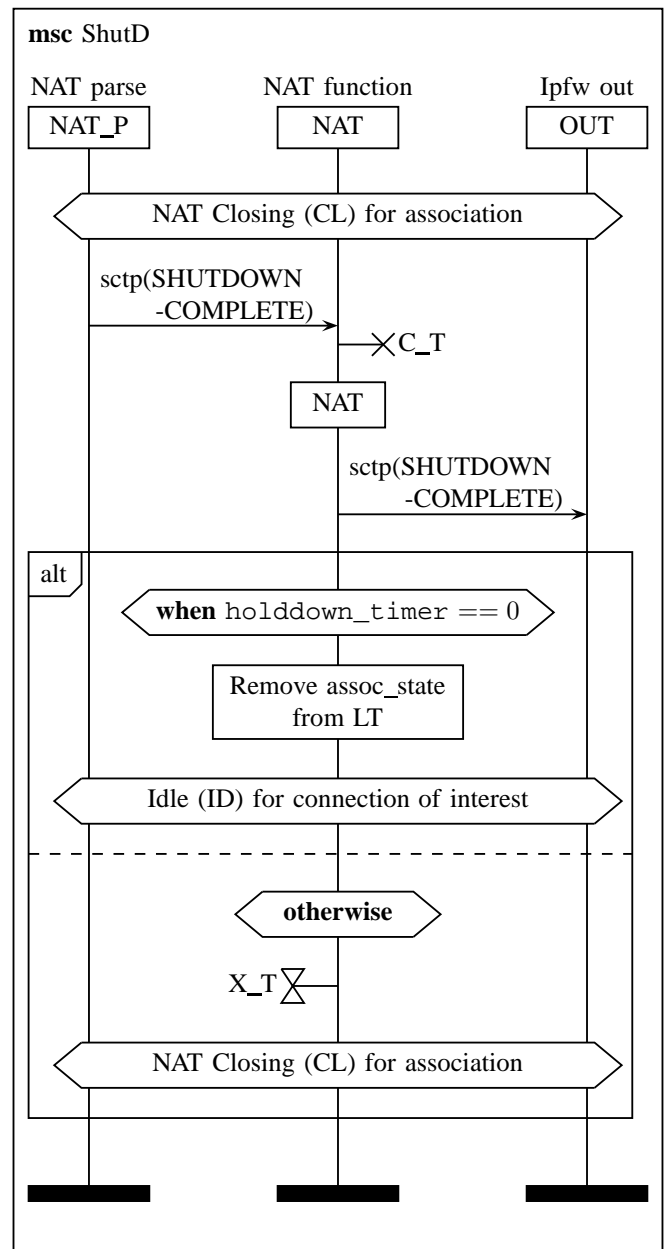 msc ShutD
NAT parse NAT function Ipfw out
NAT_P NAT OUT
NAT Closing (CL) for association
sctp(SHUTDOWN
-COMPLETE)
C_T
NAT
sctp(SHUTDOWN
-COMPLETE)
alt
when holddown_timer == 0
Remove assoc_state
from LT
Idle (ID) for connection of interest
otherwise
X_T
NAT Closing (CL) for association